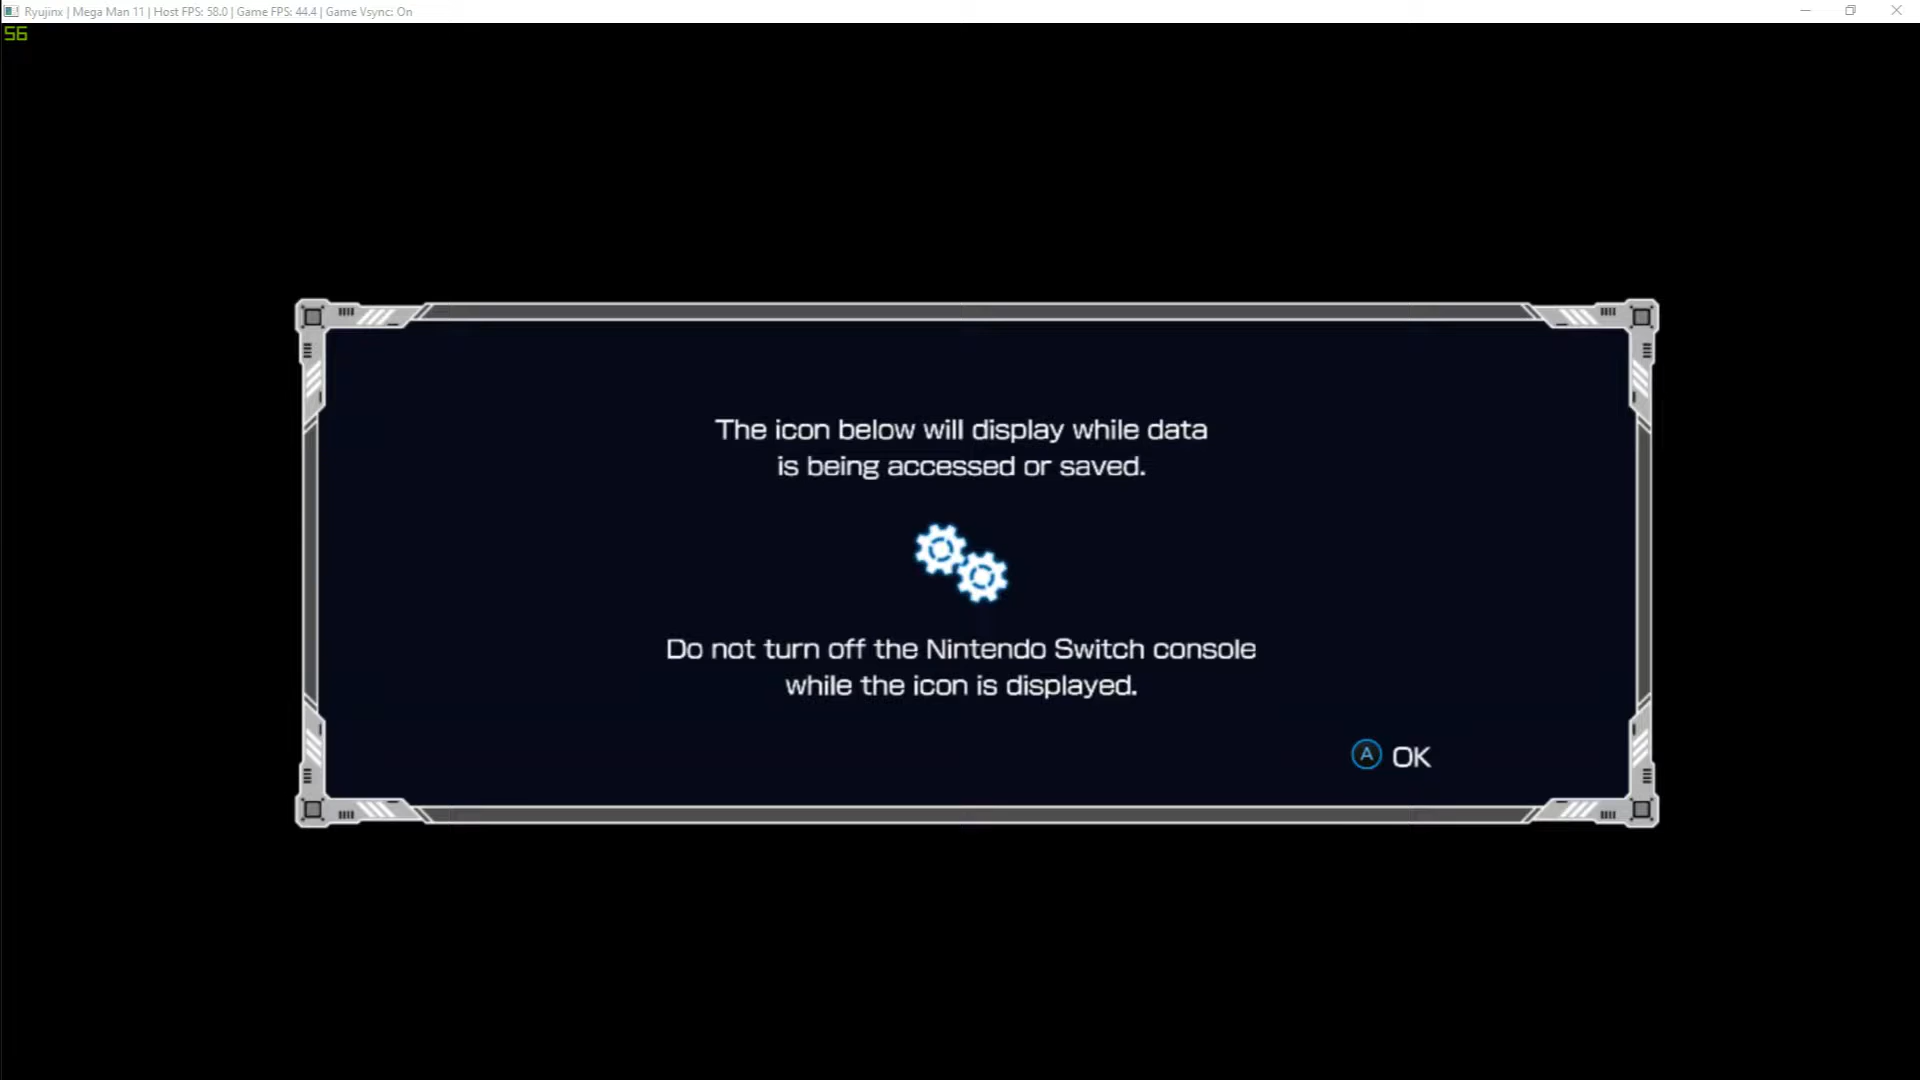 Ryujinx | Mega Man 11 | Host FPS: 58.0 | Game FPS: 44.4 | Game Vsync: On
56
The icon below will display while data
is being accessed or saved.
Do not turn off the Nintendo Switch console
while the icon is displayed.
A OK